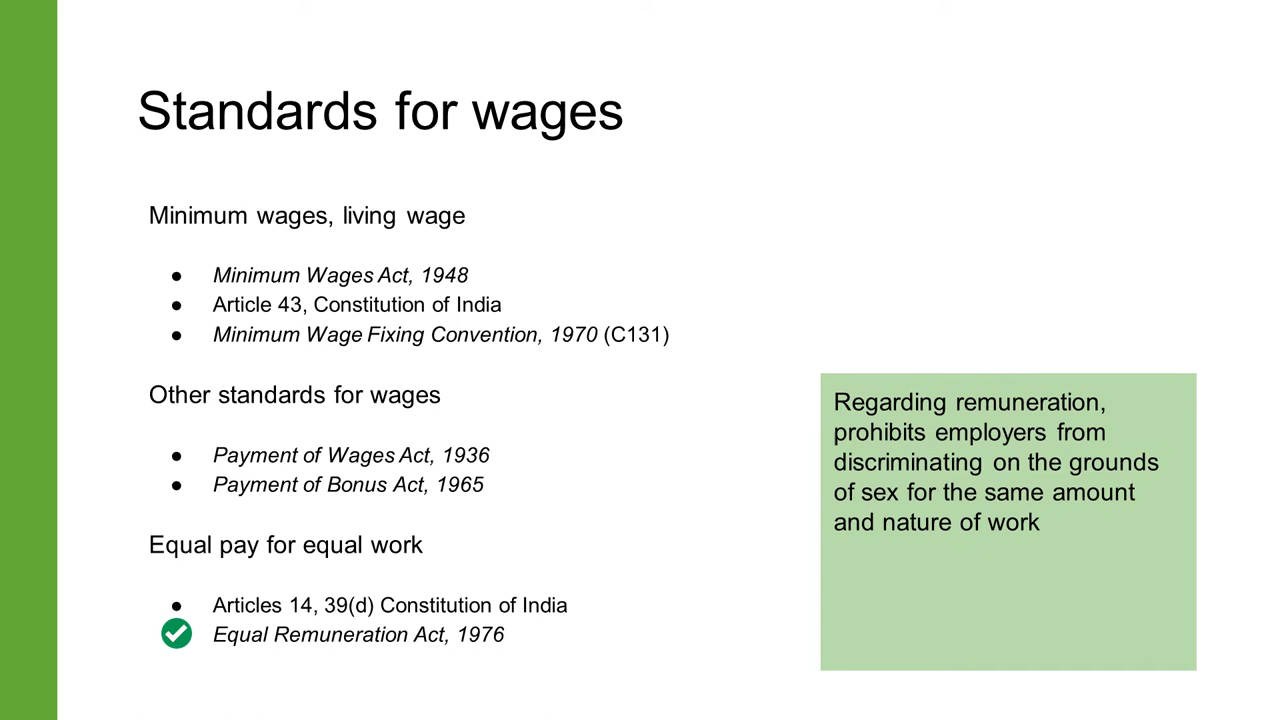 Standards for wages
Minimum wages, living wage
● Minimum Wages Act, 1948
● Article 43, Constitution of India
● Minimum Wage Fixing Convention, 1970 (C131)
Other standards for wages
● Payment of Wages Act, 1936
● Payment of Bonus Act, 1965
Equal pay for equal work
● Articles 14, 39(d) Constitution of India
Equal Remuneration Act, 1976
Regarding remuneration,
prohibits employers from
discriminating on the grounds
of sex for the same amount
and nature of work